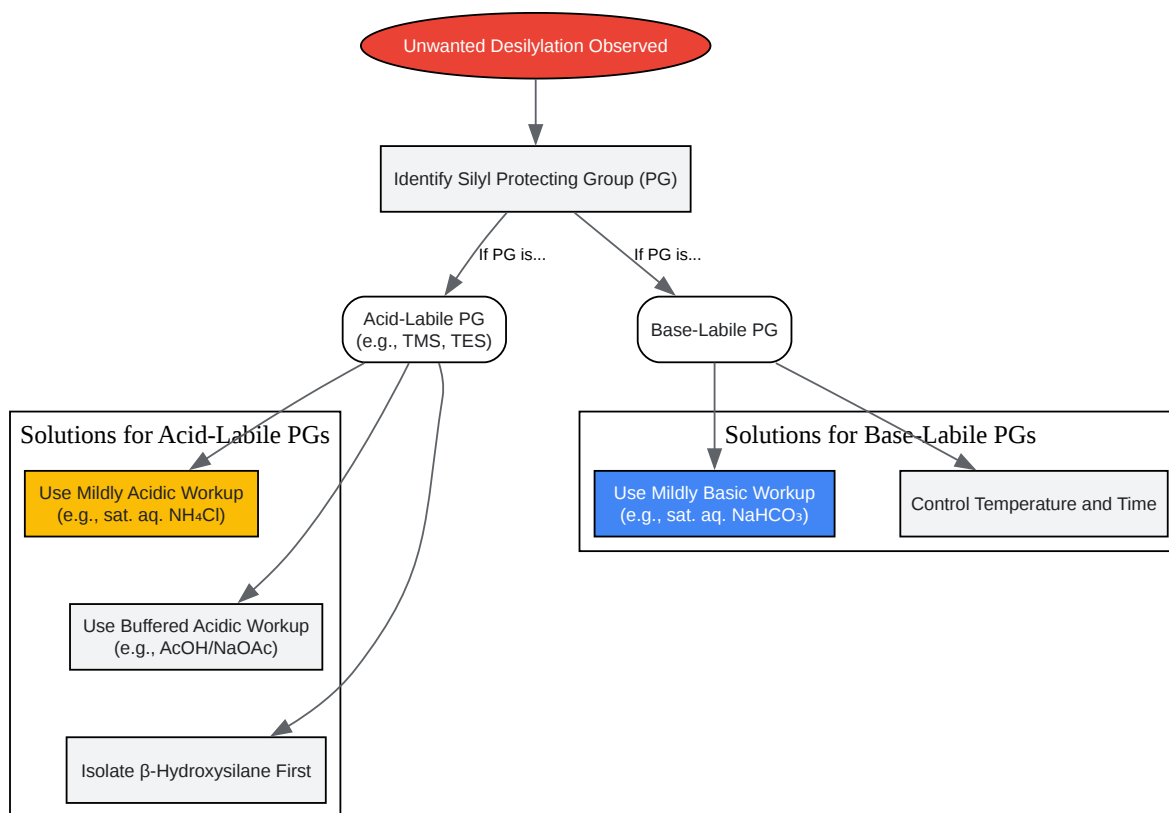 Unwanted Desilylation Observed
Identify Silyl Protecting Group (PG)
If PG is...
If PG is...
Acid-Labile PG
(e.g., TMS, TES)
Base-Labile PG
Solutions for Acid-Labile PGs
Use Mildly Acidic Workup
(e.g., sat. aq. NH₄Cl)
Use Buffered Acidic Workup
(e.g., AcOH/NaOAc)
Isolate β-Hydroxysilane First
Solutions for Base-Labile PGs
Use Mildly Basic Workup
(e.g., sat. aq. NaHCO₃)
Control Temperature and Time